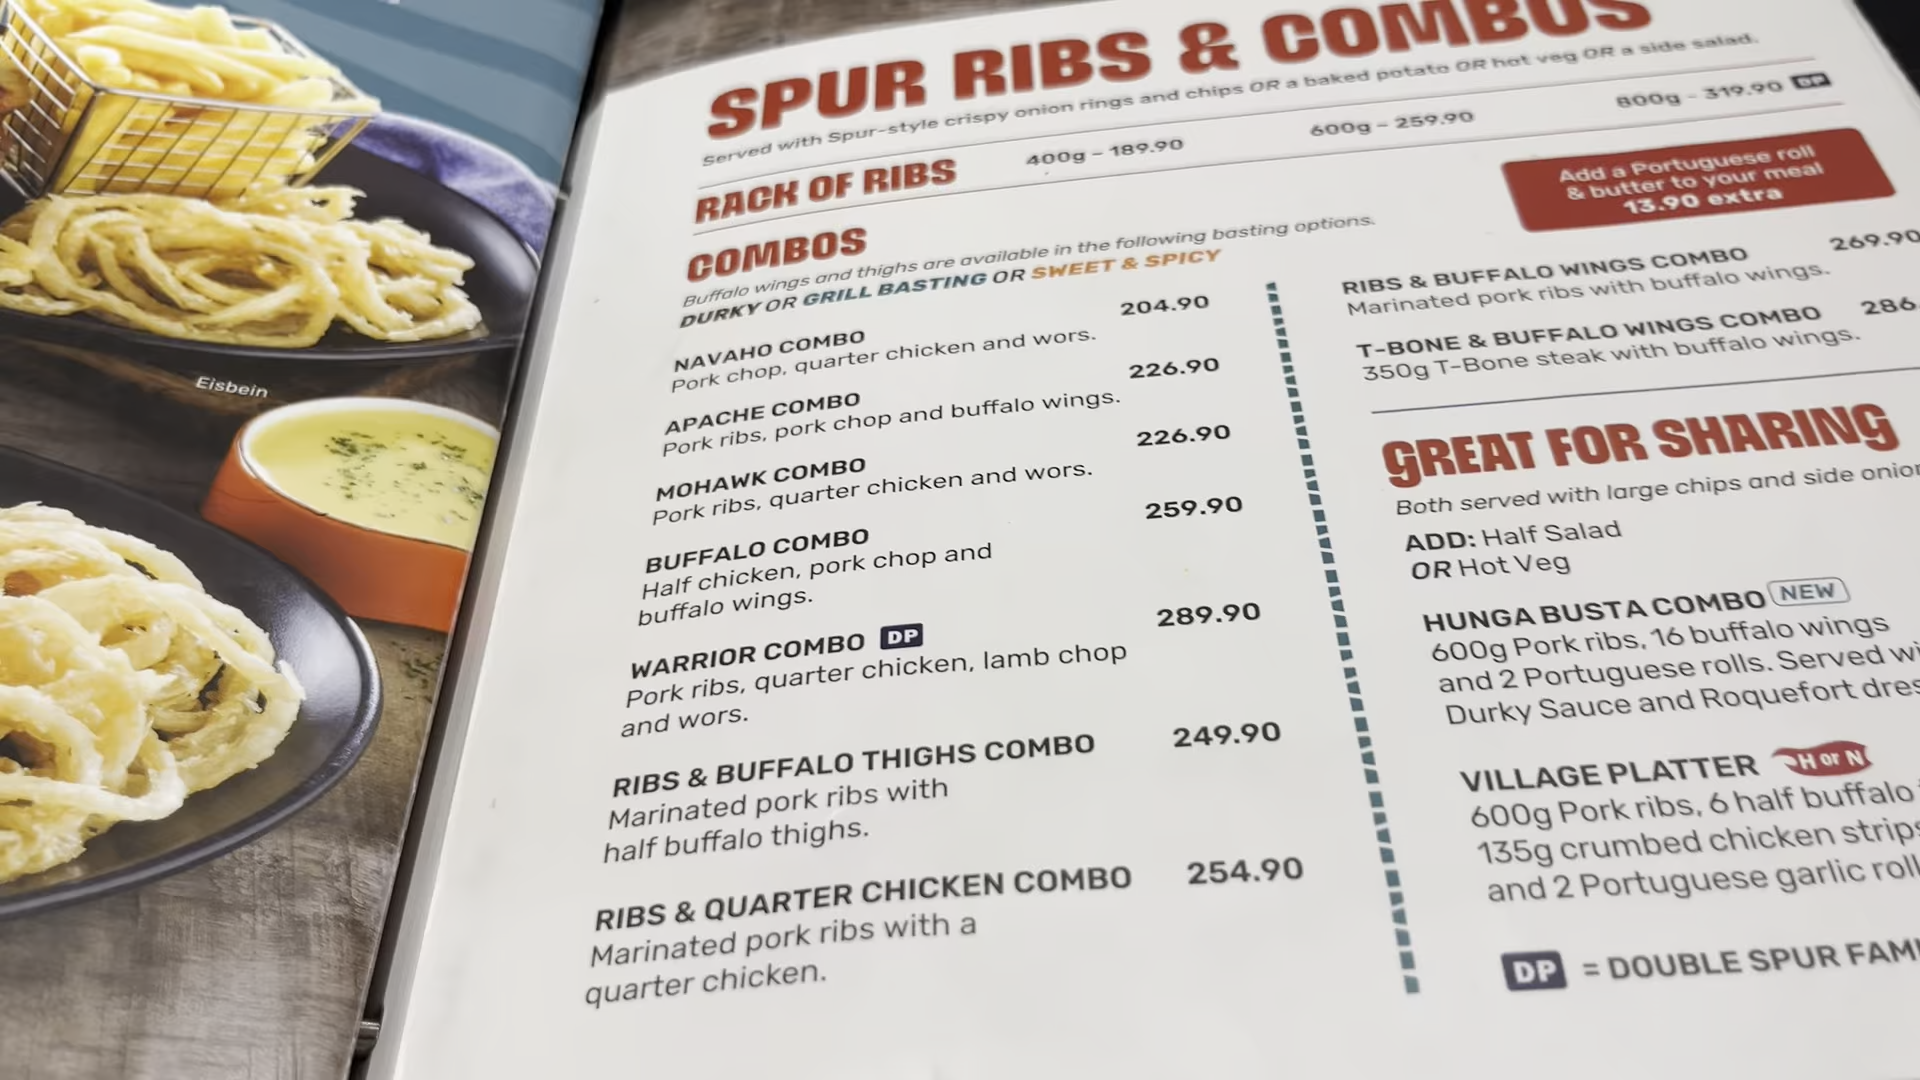 SPUR RIBS & COMBOS
Served with Spur-style crispy onion rings and chips OR a baked potato OR hot veg OR a side salad.
RACK OF RIBS 400g – 189.90 600g – 259.90 800g – 319.90 DP
Add a Portuguese roll
& butter to your meal
13.90 extra
COMBOS
Buffalo wings and thighs are available in the following basting options.
DURKY OR GRILL BASTING OR SWEET & SPICY
NAVAHO COMBO 204.90
Pork chop, quarter chicken and wors.
APACHE COMBO 226.90
Pork ribs, pork chop and buffalo wings.
MOHAWK COMBO 226.90
Pork ribs, quarter chicken and wors.
BUFFALO COMBO 259.90
Half chicken, pork chop and
buffalo wings.
WARRIOR COMBO DP 289.90
Pork ribs, quarter chicken, lamb chop
and wors.
RIBS & BUFFALO THIGHS COMBO 249.90
Marinated pork ribs with
half buffalo thighs.
RIBS & QUARTER CHICKEN COMBO 254.90
Marinated pork ribs with a
quarter chicken.
RIBS & BUFFALO WINGS COMBO 269.90
Marinated pork ribs with buffalo wings.
T-BONE & BUFFALO WINGS COMBO 286.
350g T-Bone steak with buffalo wings.
GREAT FOR SHARING
Both served with large chips and side
ADD: Half Salad
OR Hot Veg
HUNGA BUSTA COMBO NEW
600g Pork ribs, 16 buffalo wings
and 2 Portuguese rolls. Served
Durky Sauce and Roquefort
VILLAGE PLATTER H or N
600g Pork ribs, 6 half buffalo
135g crumbed chicken strips
and 2 Portuguese garlic
DP = DOUBLE SPUR
Eisbein